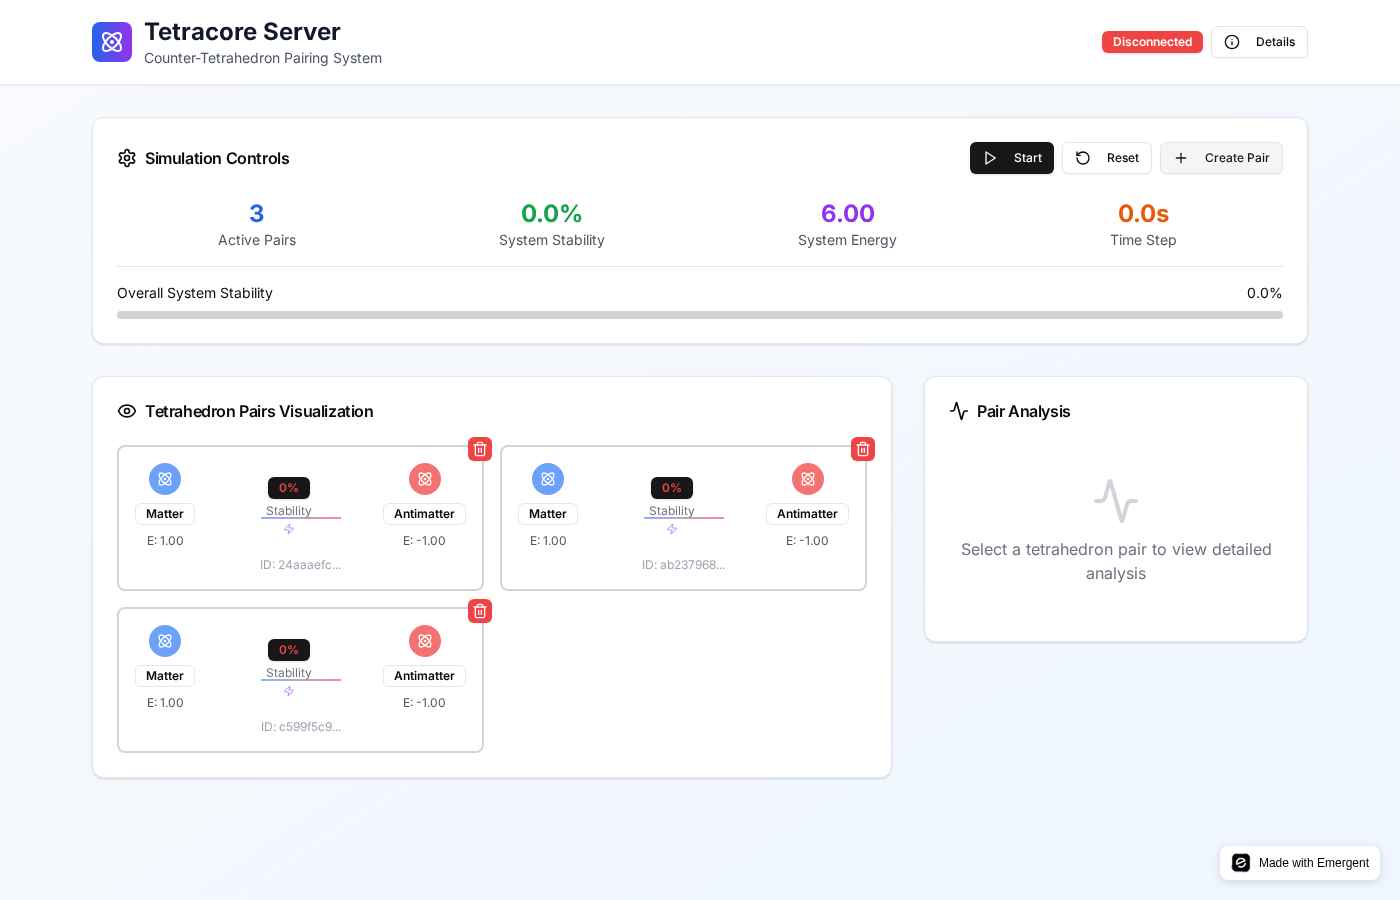 Tetracore Server
Counter-Tetrahedron Pairing System
Disconnected
Details
Simulation Controls
Start
Reset
Create Pair
3
Active Pairs
0.0%
System Stability
6.00
System Energy
0.0s
Time Step
Overall System Stability
0.0%
Tetrahedron Pairs Visualization
Matter
E: 1.00
0%
Stability
Antimatter
E: -1.00
ID: 24aaaefc...
Matter
E: 1.00
0%
Stability
Antimatter
E: -1.00
ID: ab237968...
Matter
E: 1.00
0%
Stability
Antimatter
E: -1.00
ID: c599f5c9...
Pair Analysis
Select a tetrahedron pair to view detailed
analysis
Made with Emergent